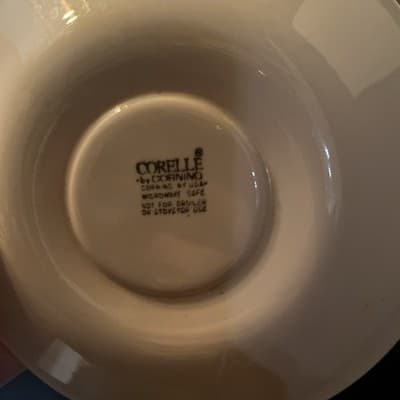 CORELLE®
by CORNING
CORNING NY USA
MICROWAVE SAFE
NOT FOR BROILER
OR STOVETOP USE